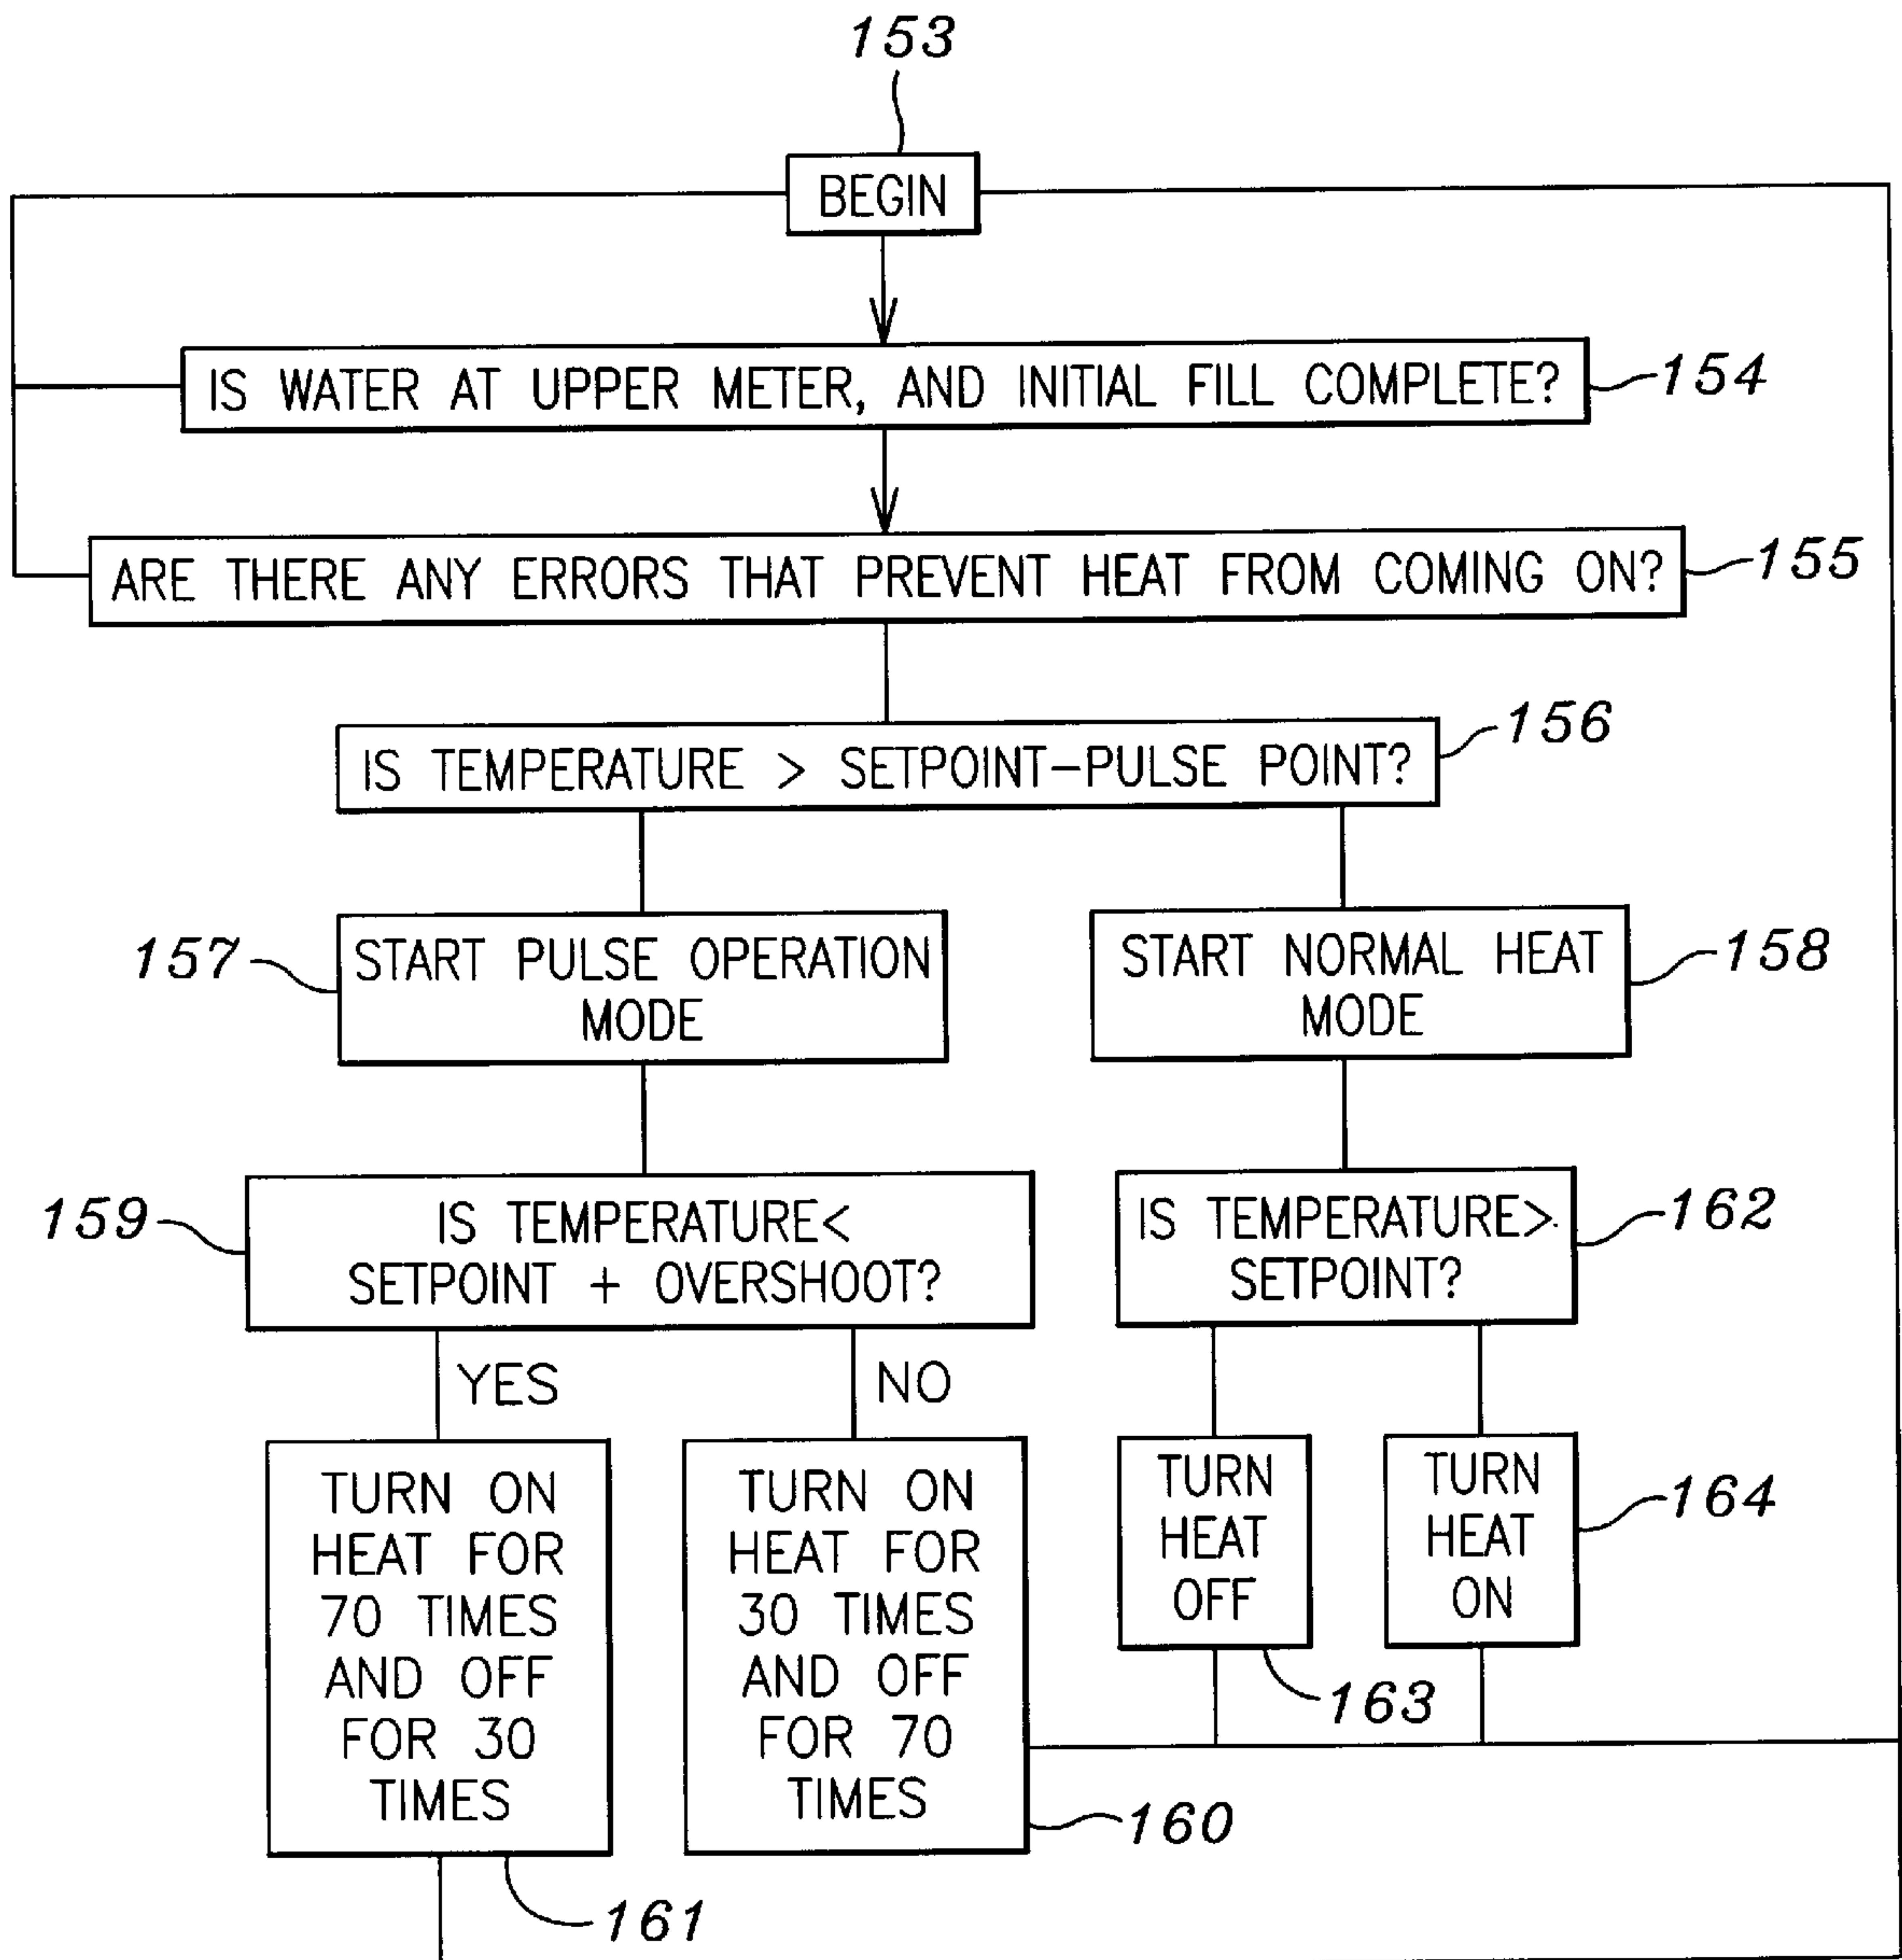 153
BEGIN
IS WATER AT UPPER METER, AND INITIAL FILL COMPLETE?
154
ARE THERE ANY ERRORS THAT PREVENT HEAT FROM COMING ON?
155
IS TEMPERATURE > SETPOINT-PULSE POINT?
156
157
START PULSE OPERATION
MODE
START NORMAL HEAT
MODE
158
159
IS TEMPERATURE<
SETPOINT + OVERSHOOT?
IS TEMPERATURE>
SETPOINT?
162
YES
NO
TURN ON
HEAT FOR
70 TIMES
AND OFF
FOR 30
TIMES
161
TURN ON
HEAT FOR
30 TIMES
AND OFF
FOR 70
TIMES
160
TURN
HEAT
OFF
163
TURN
HEAT
ON
164